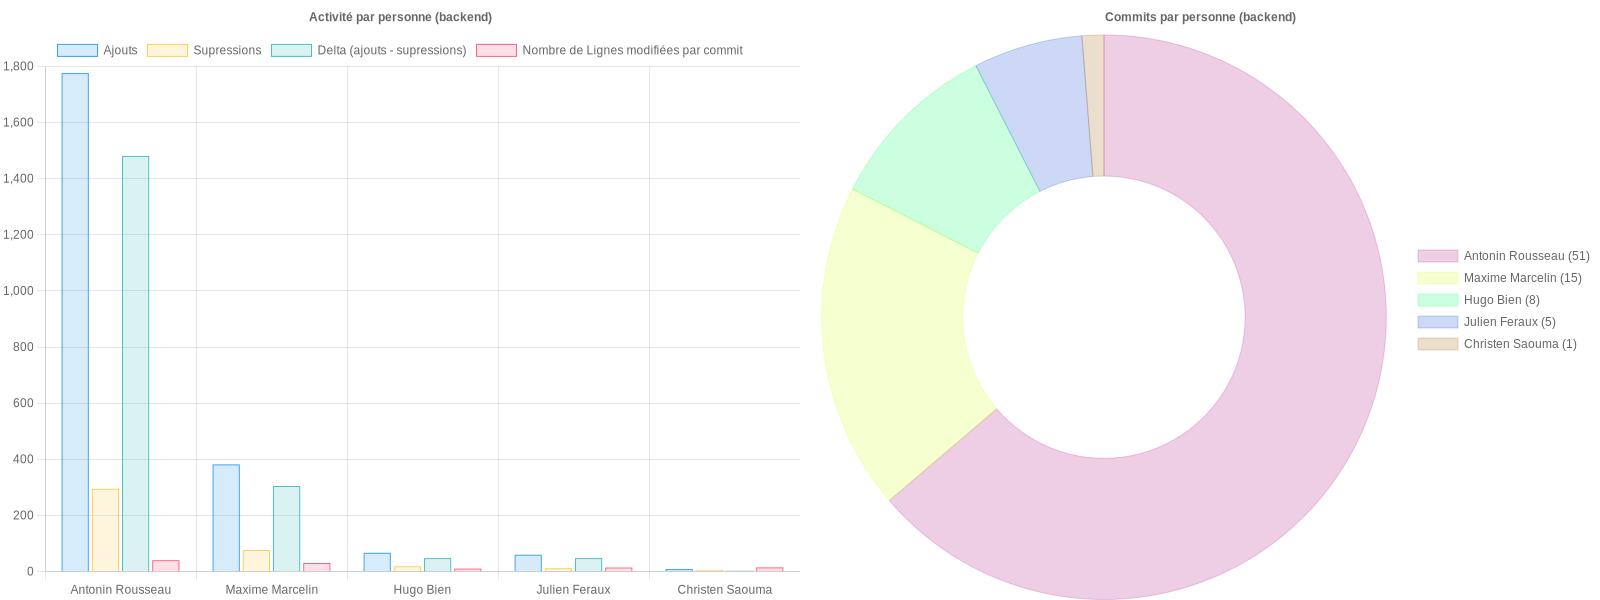 Activité par personne (backend)
Ajouts
Supressions
Delta (ajouts - supressions)
Nombre de Lignes modifiées par commit
1,800
1,600
1,400
1,200
1,000
800
600
400
200
0
Antonin Rousseau
Maxime Marcelin
Hugo Bien
Julien Feraux
Christen Saouma
Commits par personne (backend)
Antonin Rousseau (51)
Maxime Marcelin (15)
Hugo Bien (8)
Julien Feraux (5)
Christen Saouma (1)